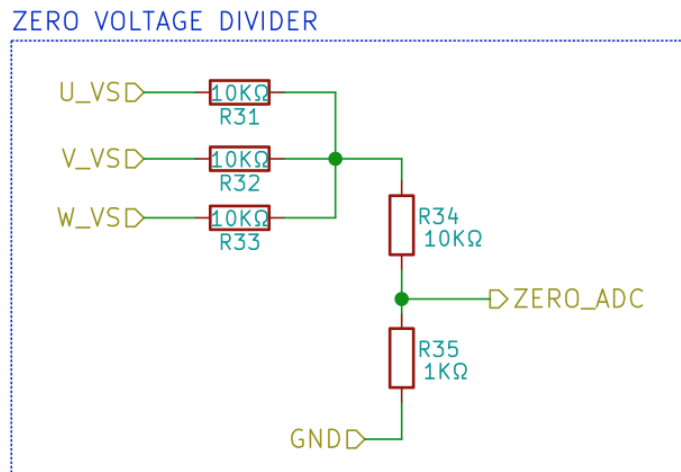 ZERO VOLTAGE DIVIDER
U_VS
10KΩ
R31
V_VS
10KΩ
R32
W_VS
10KΩ
R33
R34
10KΩ
ZERO_ADC
R35
1KΩ
GND